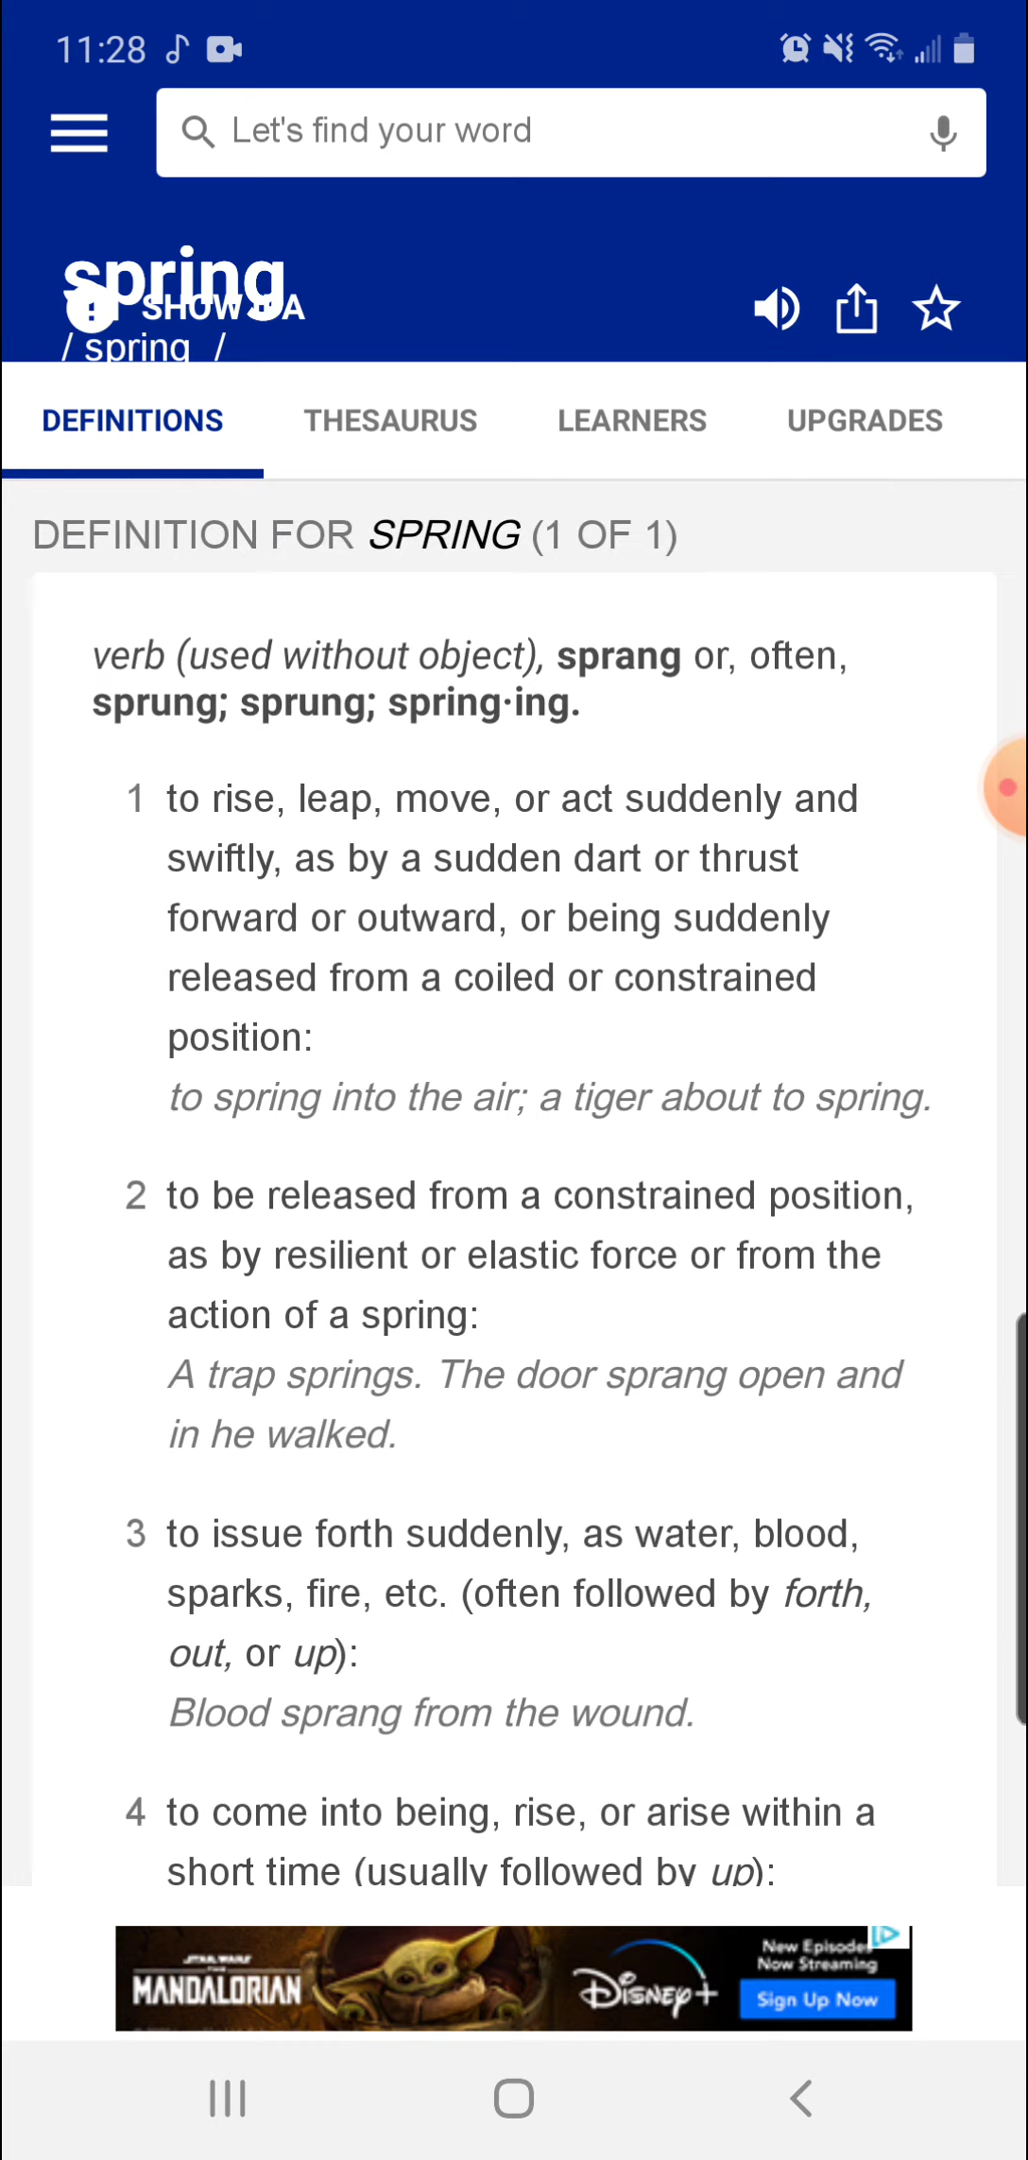 11:28
Let's find your word
spring
SHOW IPA
/ spring /
DEFINITIONS THESAURUS LEARNERS UPGRADES
DEFINITION FOR SPRING (1 OF 1)
verb (used without object), sprang or, often,
sprung; sprung; spring·ing.
1 to rise, leap, move, or act suddenly and
swiftly, as by a sudden dart or thrust
forward or outward, or being suddenly
released from a coiled or constrained
position:
to spring into the air; a tiger about to spring.
2 to be released from a constrained position,
as by resilient or elastic force or from the
action of a spring:
A trap springs. The door sprang open and
in he walked.
3 to issue forth suddenly, as water, blood,
sparks, fire, etc. (often followed by forth,
out, or up):
Blood sprang from the wound.
4 to come into being, rise, or arise within a
short time (usually followed by up):
STAR WARS
THE
MANDALORIAN
Disney+
New Episodes
Now Streaming
Sign Up Now